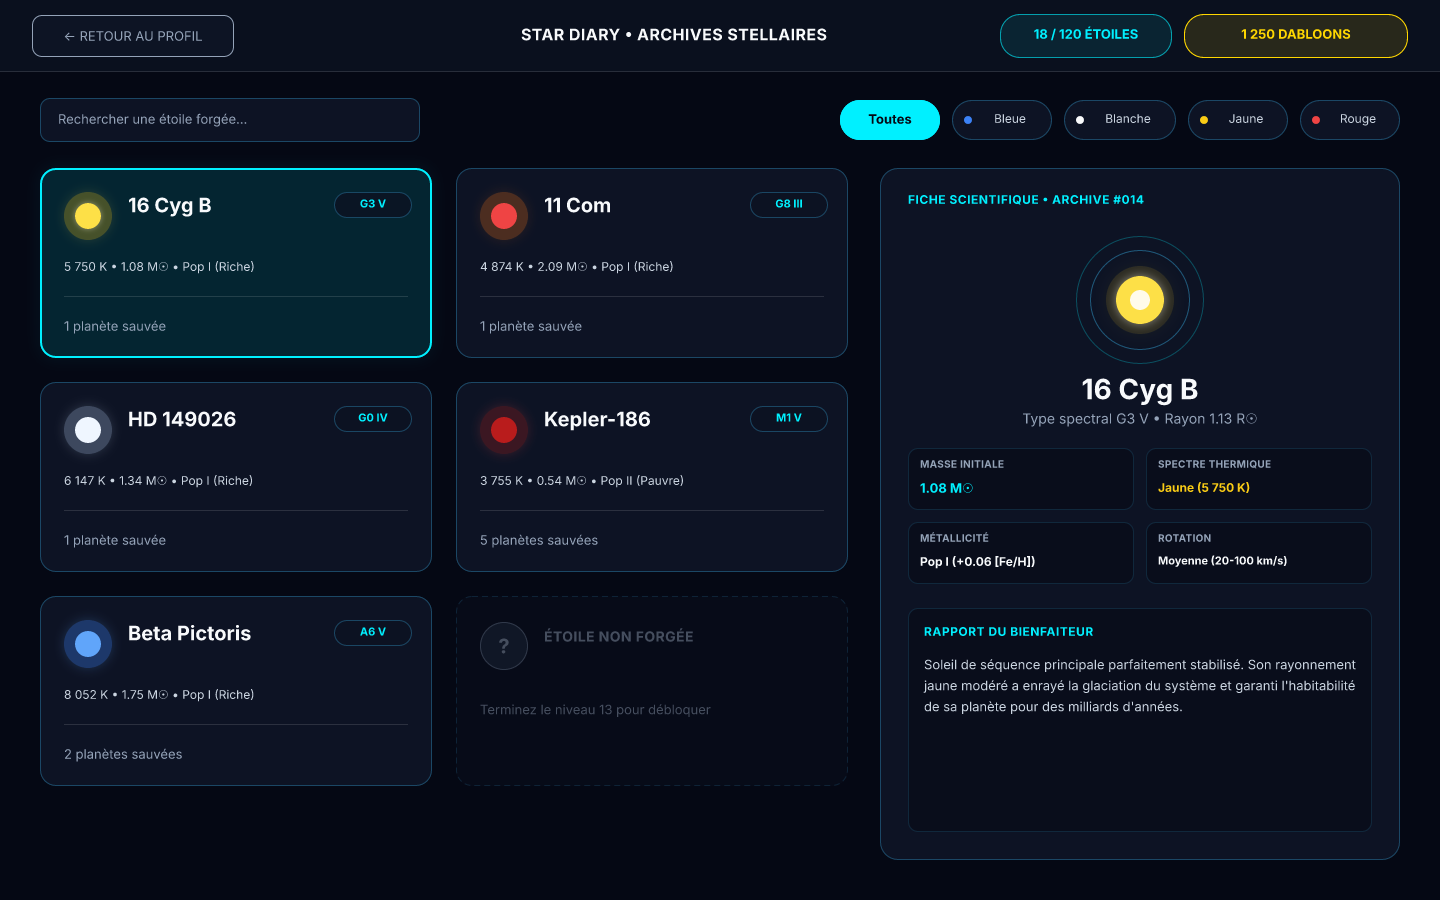 ← RETOUR AU PROFIL
STAR DIARY • ARCHIVES STELLAIRES
18 / 120 ÉTOILES
1 250 DABLOONS
Rechercher une étoile forgée...
Toutes
Bleue
Blanche
Jaune
Rouge
16 Cyg B
G3 V
5 750 K • 1.08 M☉ • Pop I (Riche)
1 planète sauvée
11 Com
G8 III
4 874 K • 2.09 M☉ • Pop I (Riche)
1 planète sauvée
HD 149026
G0 IV
6 147 K • 1.34 M☉ • Pop I (Riche)
1 planète sauvée
Kepler-186
M1 V
3 755 K • 0.54 M☉ • Pop II (Pauvre)
5 planètes sauvées
Beta Pictoris
A6 V
8 052 K • 1.75 M☉ • Pop I (Riche)
2 planètes sauvées
?
ÉTOILE NON FORGÉE
Terminez le niveau 13 pour débloquer
FICHE SCIENTIFIQUE • ARCHIVE #014
16 Cyg B
Type spectral G3 V • Rayon 1.13 R☉
MASSE INITIALE
1.08 M☉
SPECTRE THERMIQUE
Jaune (5 750 K)
MÉTALLICITÉ
Pop I (+0.06 [Fe/H])
ROTATION
Moyenne (20-100 km/s)
RAPPORT DU BIENFAITEUR
Soleil de séquence principale parfaitement stabilisé. Son rayonnement
jaune modéré a enrayé la glaciation du système et garanti l'habitabilité
de sa planète pour des milliards d'années.